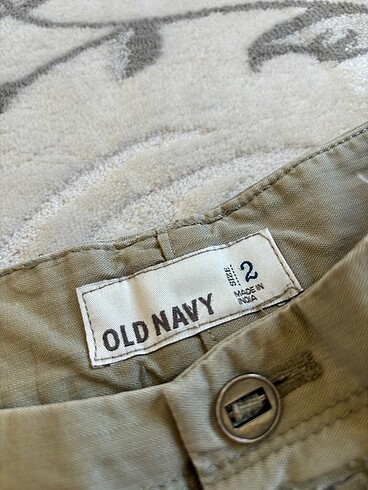 OLD NAVY
SIZE: 2
MADE IN
INDIA